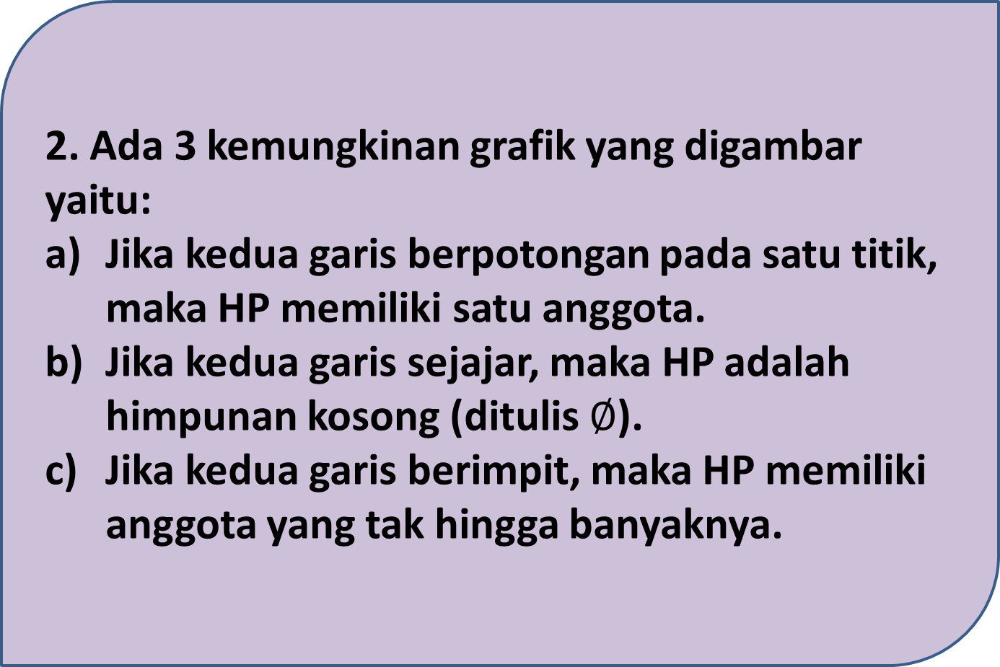 2. Ada 3 kemungkinan grafik yang digambar
yaitu:
a) Jika kedua garis berpotongan pada satu titik,
maka HP memiliki satu anggota.
b) Jika kedua garis sejajar, maka HP adalah
himpunan kosong (ditulis ∅).
c) Jika kedua garis berimpit, maka HP memiliki
anggota yang tak hingga banyaknya.